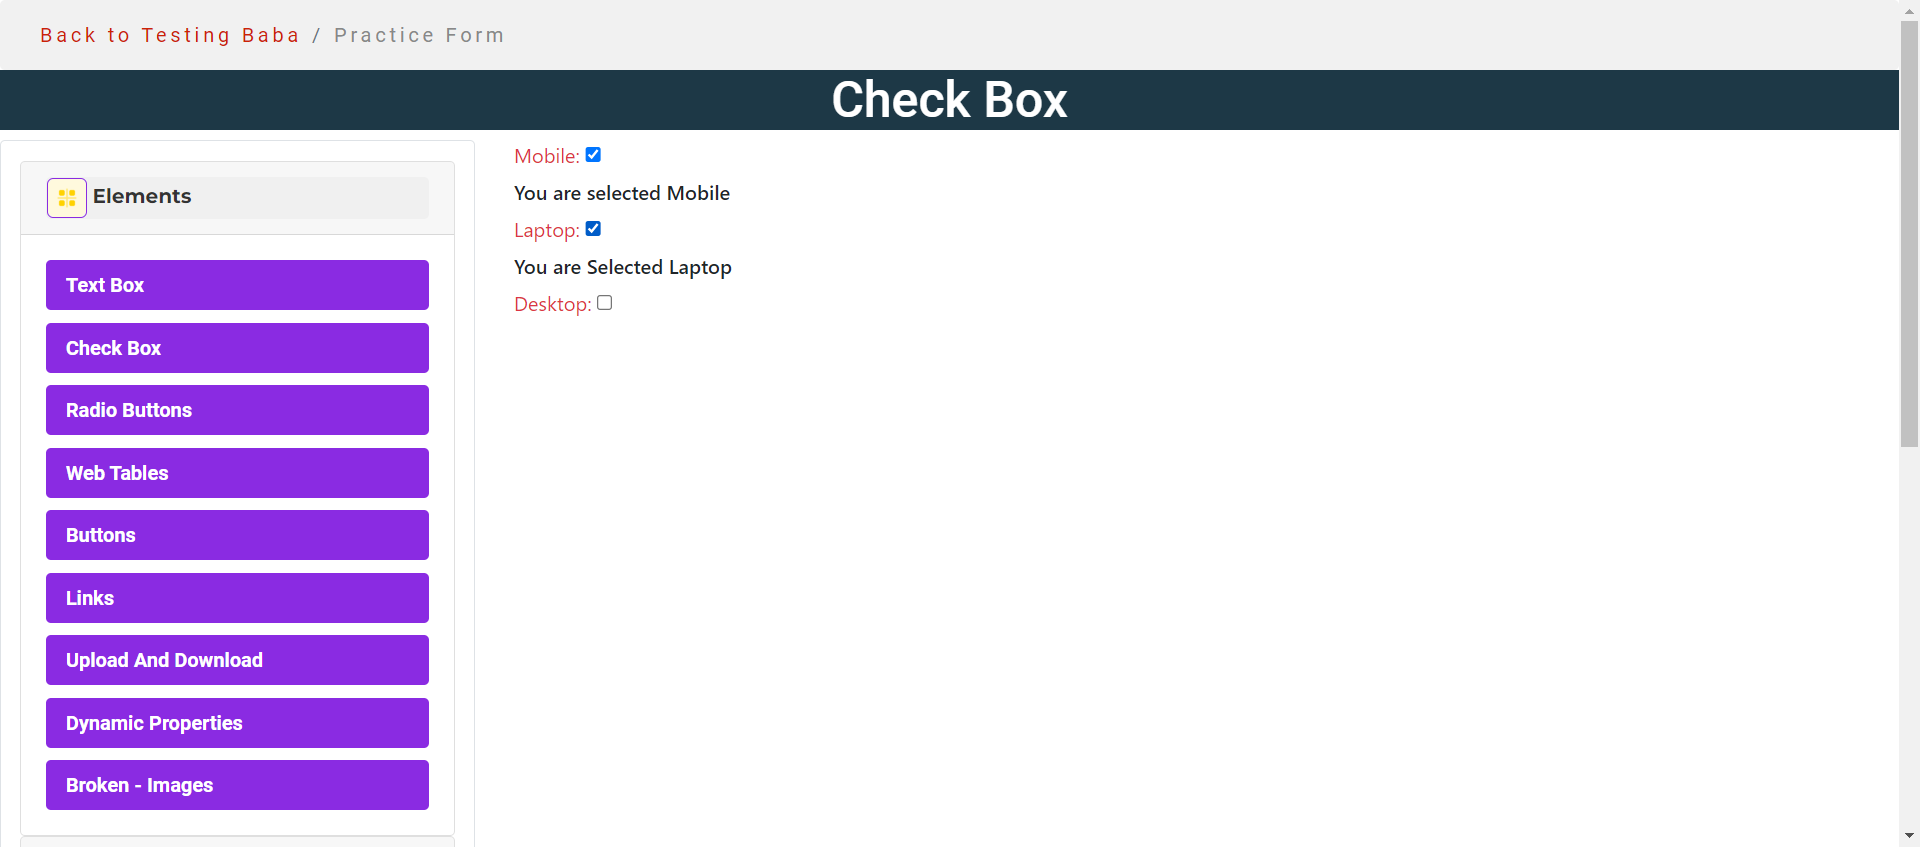 Back to Testing Baba / Practice Form
Check Box
Elements
Text Box
Check Box
Radio Buttons
Web Tables
Buttons
Links
Upload And Download
Dynamic Properties
Broken - Images
Mobile:
You are selected Mobile
Laptop:
You are Selected Laptop
Desktop: